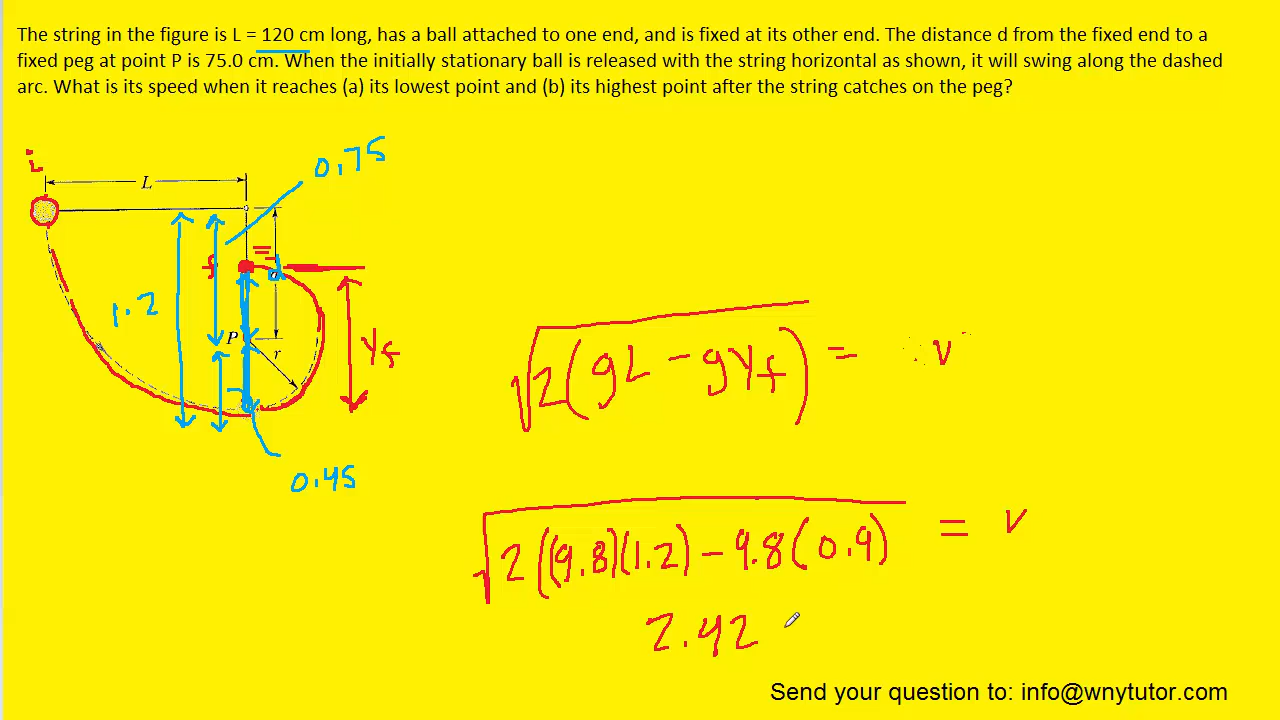 The string in the figure is L = 120 cm long, has a ball attached to one end, and is fixed at its other end. The distance d from the fixed end to a
fixed peg at point P is 75.0 cm. When the initially stationary ball is released with the string horizontal as shown, it will swing along the dashed
arc. What is its speed when it reaches (a) its lowest point and (b) its highest point after the string catches on the peg?
i
L
0.75
f
d
1.2
P
r
yf
0.45
√2(gL - gyf) = v
√2((9.8)(1.2) - 9.8(0.9) = v
2.42
Send your question to: info@wnytutor.com